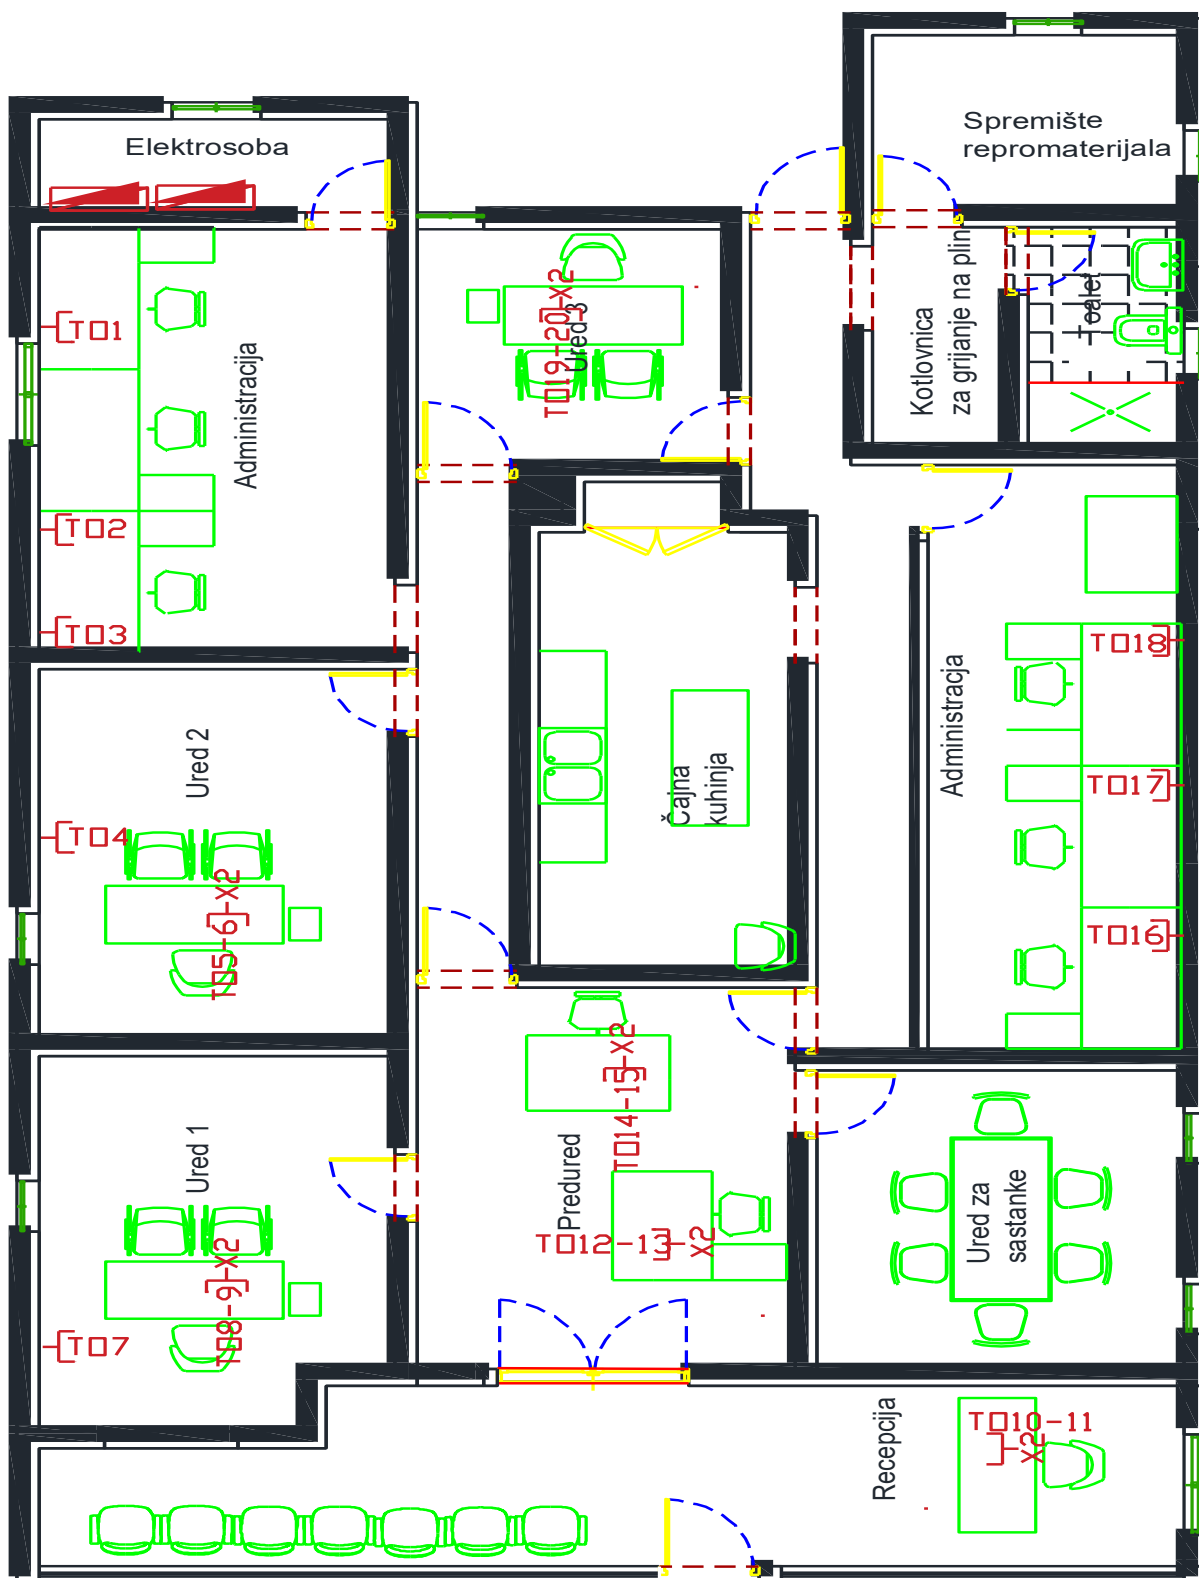 Spremište
repromaterijala
Elektrosoba
Kotlovnica
za grijanje na plin
Toalet
TO1
Administracija
TO2
TO3
Ured 3
TO19-20-X2
Ured 2
TO4
TO5-6-X2
Čajna
kuhinja
Administracja
TO18
TO17
TO16
Ured 1
TO7
TO8-9-X2
Predured
TO14-15-X2
TO12-13-X2
Ured za
sastanke
Recepcija
TO10-11
X2